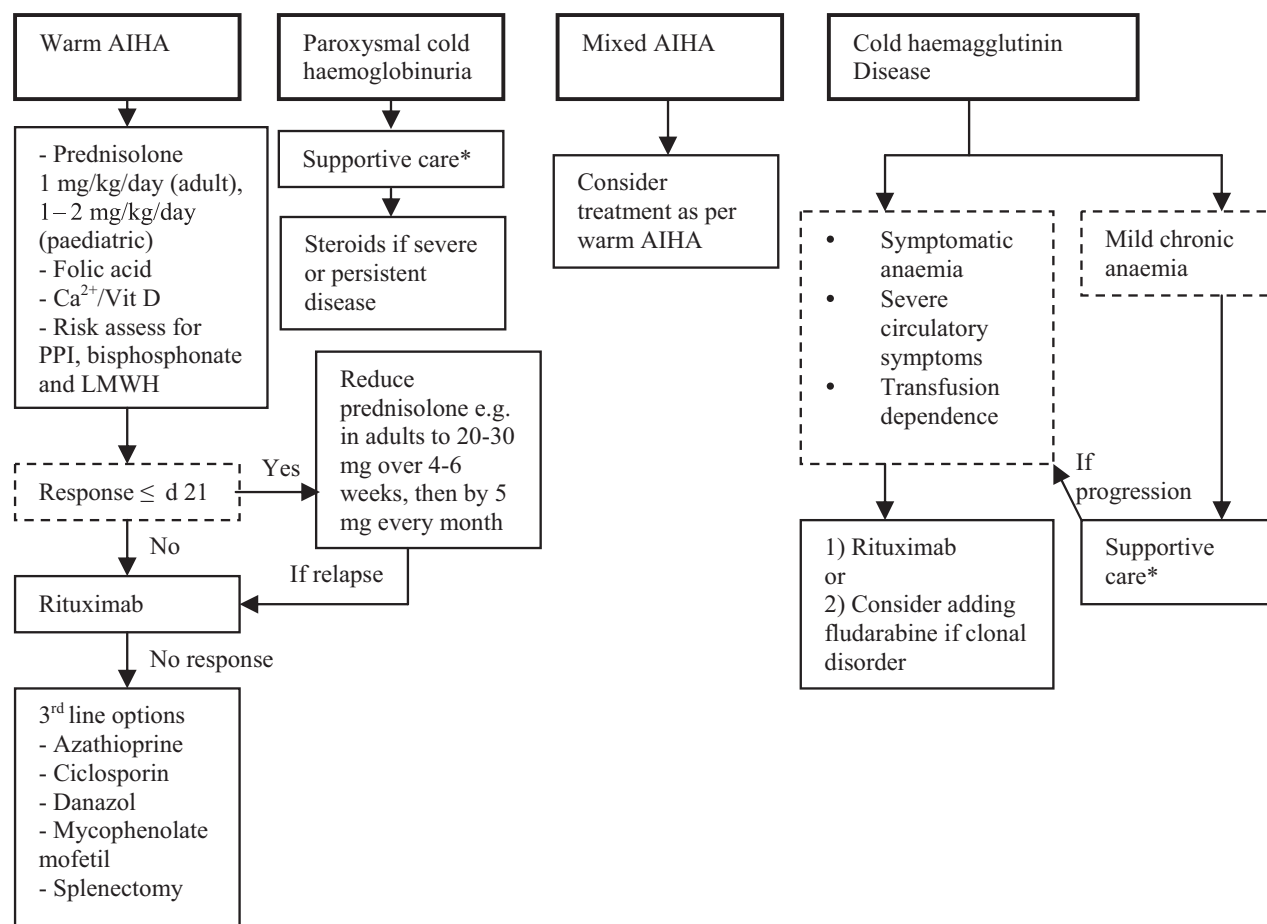 Warm AIHA
- Prednisolone
1 mg/kg/day (adult),
1–2 mg/kg/day
(paediatric)
- Folic acid
- Ca²⁺/Vit D
- Risk assess for
PPI, bisphosphonate
and LMWH
Response ≤ d 21
Yes
Reduce
prednisolone e.g.
in adults to 20-30
mg over 4-6
weeks, then by 5
mg every month
If relapse
No
Rituximab
No response
3rd line options
- Azathioprine
- Ciclosporin
- Danazol
- Mycophenolate
mofetil
- Splenectomy
Paroxysmal cold
haemoglobinuria
Supportive care*
Steroids if severe
or persistent
disease
Mixed AIHA
Consider
treatment as per
warm AIHA
Cold haemagglutinin
Disease
• Symptomatic
anaemia
• Severe
circulatory
symptoms
• Transfusion
dependence
1) Rituximab
or
2) Consider adding
fludarabine if clonal
disorder
Mild chronic
anaemia
If
progression
Supportive
care*